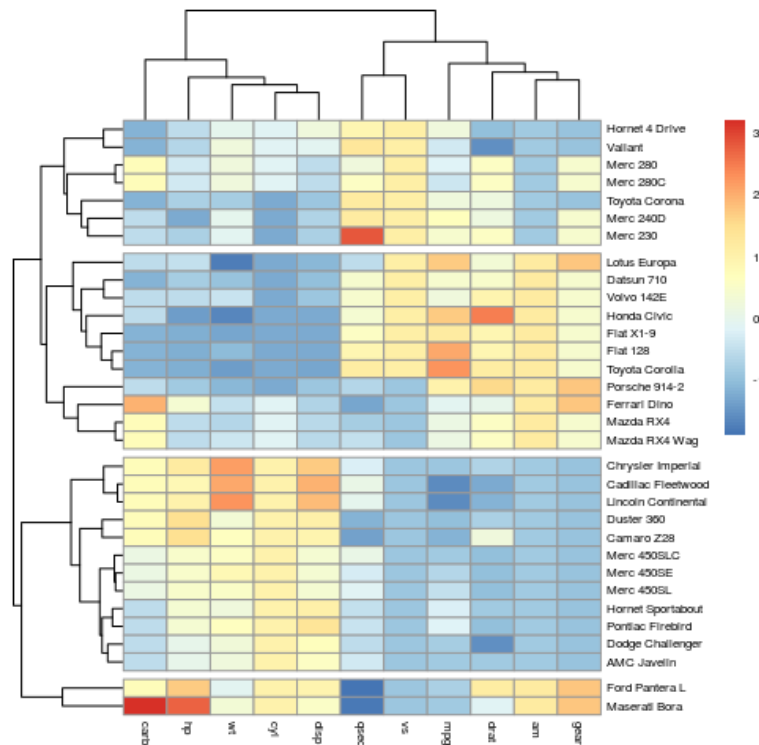 Hornet 4 Drive
Valiant
Merc 280
Merc 280C
Toyota Corona
Merc 240D
Merc 230
Lotus Europa
Datsun 710
Volvo 142E
Honda Civic
Fiat X1-9
Fiat 128
Toyota Corolla
Porsche 914-2
Ferrari Dino
Mazda RX4
Mazda RX4 Wag
Chrysler Imperial
Cadillac Fleetwood
Lincoln Continental
Duster 360
Camaro Z28
Merc 450SLC
Merc 450SE
Merc 450SL
Hornet Sportabout
Pontiac Firebird
Dodge Challenger
AMC Javelin
Ford Pantera L
Maserati Bora
carb
hp
wt
cyl
disp
qsec
vs
mpg
drat
am
gear
3
2
1
0
-